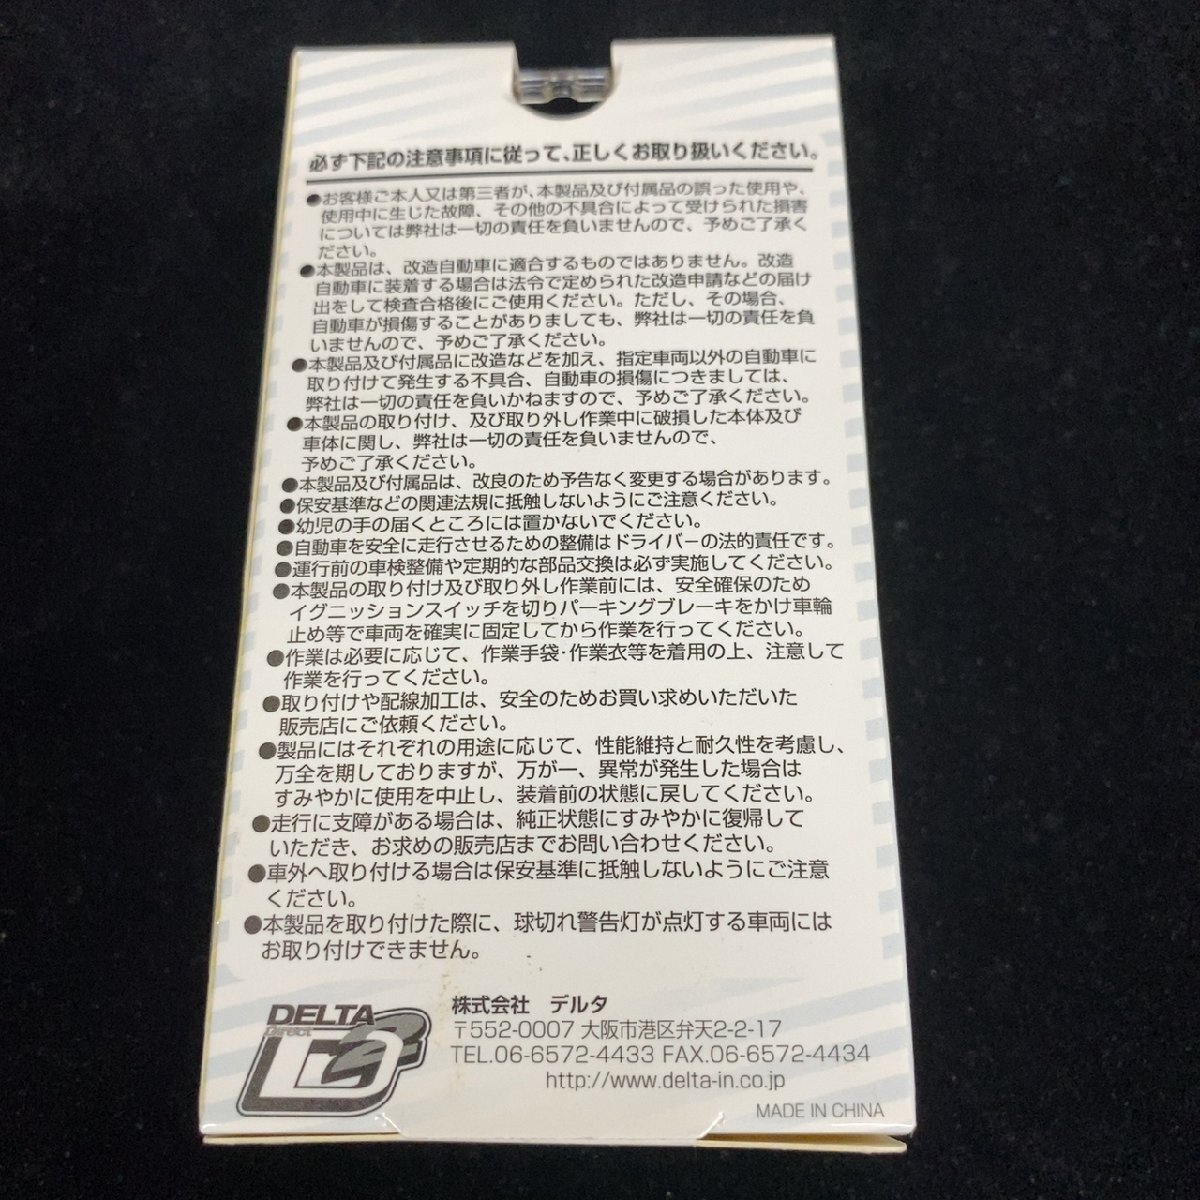 必ず下記の注意事項に従って、正しくお取り扱いください。
●お客様ご本人又は第三者が、本製品及び付属品の誤った使用や、
使用中に生じた故障、その他の不具合によって受けられた損害
については弊社は一切の責任を負いませんので、予めご了承く
ださい。
●本製品は、改造自動車に適合するものではありません。改造
自動車に装着する場合は法令で定められた改造申請などの届け
出をして検査合格後にご使用ください。ただし、その場合、
自動車が損傷することがありましても、弊社は一切の責任を負
いませんので、予めご了承ください。
●本製品及び付属品に改造などを加え、指定車両以外の自動車に
取り付けて発生する不具合、自動車の損傷につきましては、
弊社は一切の責任を負いかねますので、予めご了承ください。
●本製品の取り付け、及び取り外し作業中に破損した本体及び
車体に関し、弊社は一切の責任を負いませんので、
予めご了承ください。
●本製品及び付属品は、改良のため予告なく変更する場合があります。
●保安基準などの関連法規に抵触しないようにご注意ください。
●幼児の手の届くところには置かないでください。
●自動車を安全に走行させるための整備はドライバーの法的責任です。
●運行前の車検整備や定期的な部品交換は必ず実施してください。
●本製品の取り付け及び取り外し作業前には、安全確保のため
イグニッションスイッチを切りパーキングブレーキをかけ車輪
止め等で車両を確実に固定してから作業を行ってください。
●作業は必要に応じて、作業手袋・作業衣等を着用の上、注意して
作業を行ってください。
●取り付けや配線加工は、安全のためお買い求めいただいた
販売店にご依頼ください。
●製品にはそれぞれの用途に応じて、性能維持と耐久性を考慮し、
万全を期しておりますが、万が一、異常が発生した場合は
すみやかに使用を中止し、装着前の状態に戻してください。
●走行に支障がある場合は、純正状態にすみやかに復帰して
いただき、お求めの販売店までお問い合わせください。
●車外へ取り付ける場合は保安基準に抵触しないようにご注意
ください。
●本製品を取り付けた際に、球切れ警告灯が点灯する車両には
お取り付けできません。
DELTA
Direct
D2
株式会社 デルタ
〒552-0007 大阪市港区弁天2-2-17
TEL.06-6572-4433 FAX.06-6572-4434
http://www.delta-in.co.jp
MADE IN CHINA